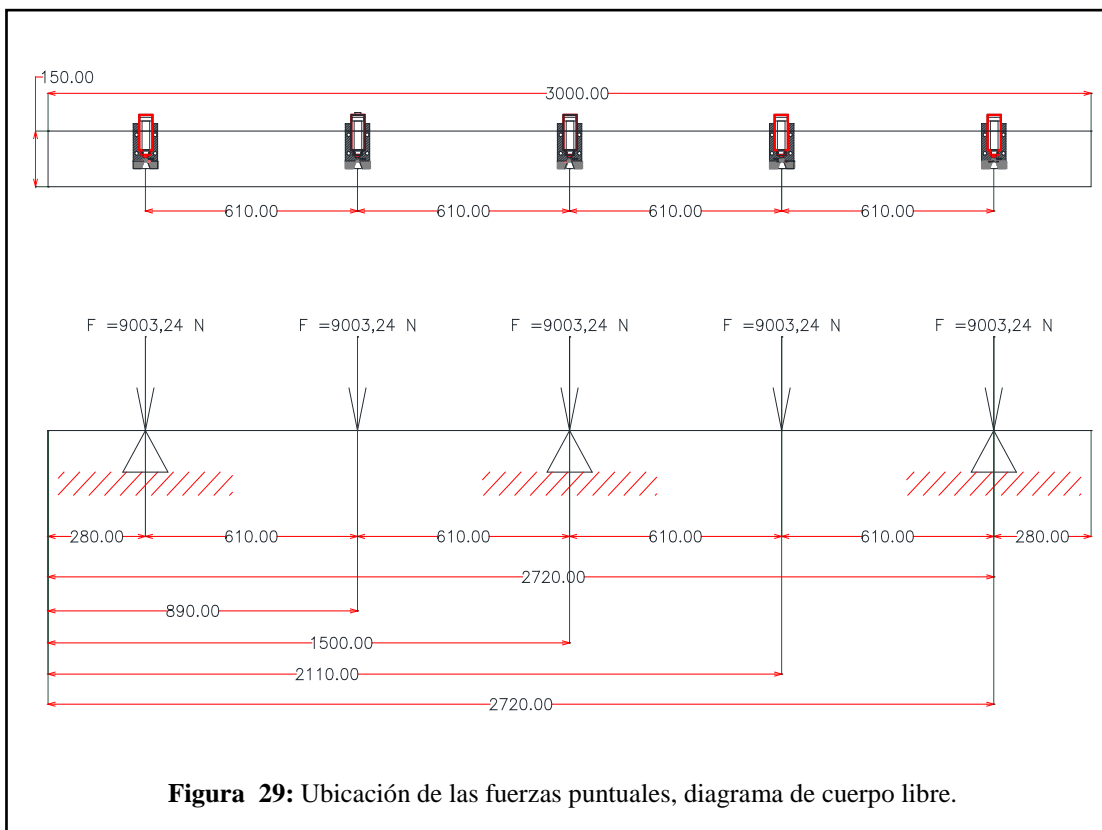 150.00
3000.00
610.00 610.00 610.00 610.00
F =9003,24 N F =9003,24 N F =9003,24 N F =9003,24 N F =9003,24 N
280.00 610.00 610.00 610.00 610.00 280.00
2720.00
890.00
1500.00
2110.00
2720.00
Figura 29: Ubicación de las fuerzas puntuales, diagrama de cuerpo libre.